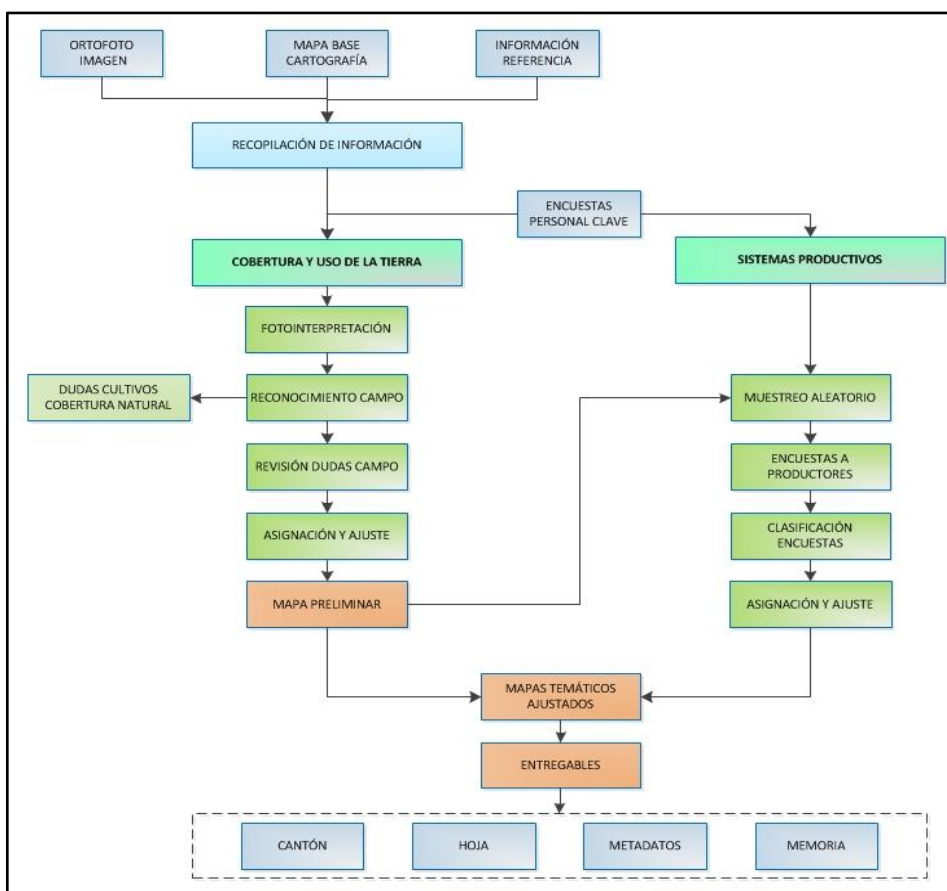 ORTOFOTO
IMAGEN
MAPA BASE
CARTOGRAFÍA
INFORMACIÓN
REFERENCIA
RECOPILACIÓN DE INFORMACIÓN
ENCUESTAS
PERSONAL CLAVE
COBERTURA Y USO DE LA TIERRA
SISTEMAS PRODUCTIVOS
FOTOINTERPRETACIÓN
DUDAS CULTIVOS
COBERTURA NATURAL
RECONOCIMIENTO CAMPO
MUESTREO ALEATORIO
REVISIÓN DUDAS CAMPO
ENCUESTAS A
PRODUCTORES
ASIGNACIÓN Y AJUSTE
CLASIFICACIÓN
ENCUESTAS
MAPA PRELIMINAR
ASIGNACIÓN Y AJUSTE
MAPAS TEMÁTICOS
AJUSTADOS
ENTREGABLES
CANTÓN
HOJA
METADATOS
MEMORIA